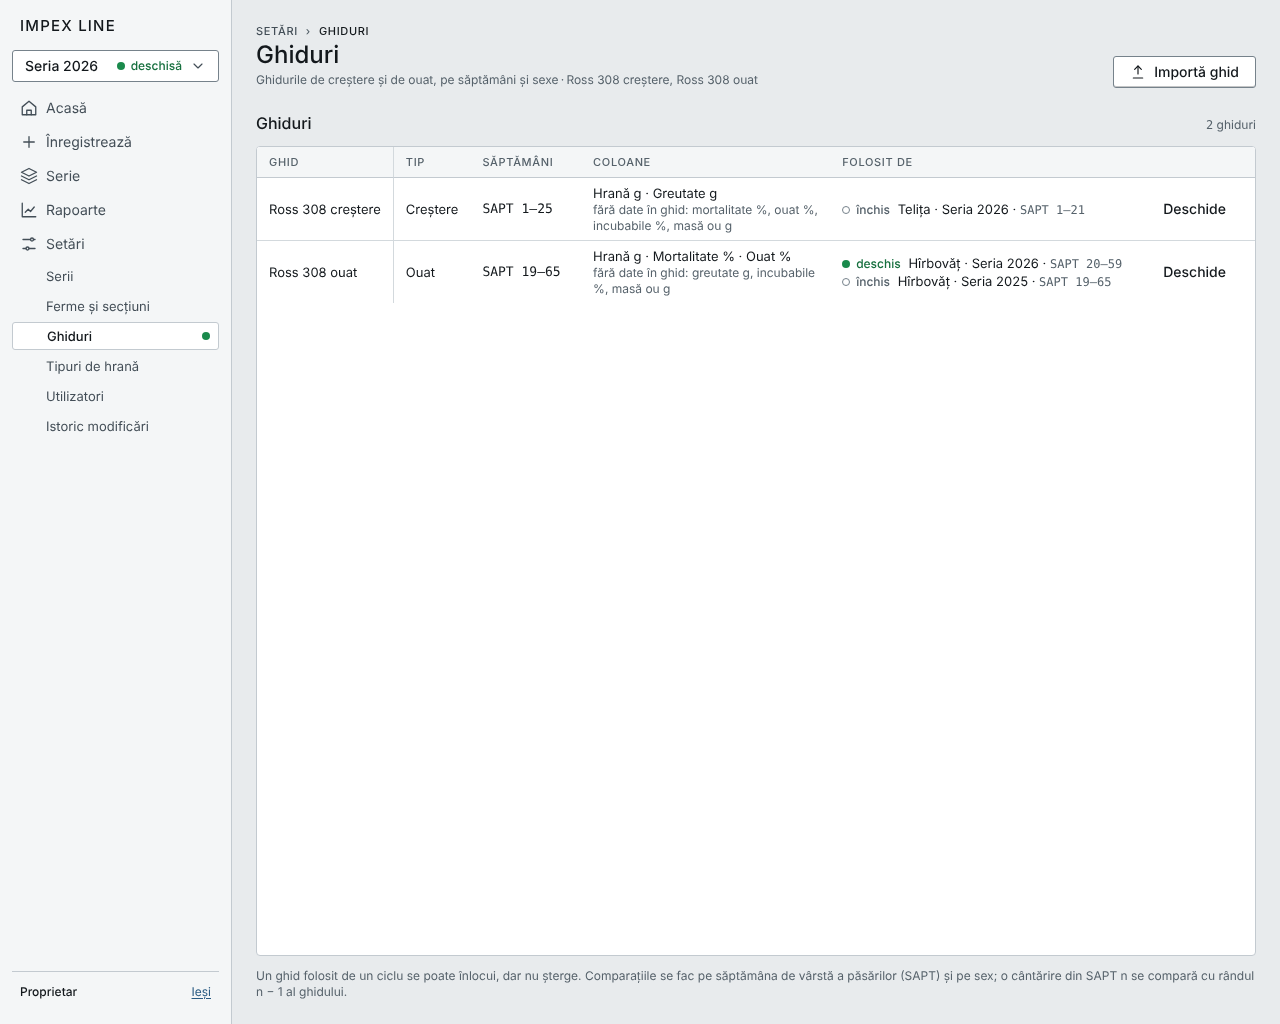 IMPEX LINE
Seria 2026 deschisă
Acasă
Înregistrează
Serie
Rapoarte
Setări
Serii
Ferme și secțiuni
Ghiduri
Tipuri de hrană
Utilizatori
Istoric modificări
Proprietar Ieși
SETĂRI › GHIDURI
Ghiduri
Ghidurile de creștere și de ouat, pe săptămâni și sexe · Ross 308 creștere, Ross 308 ouat
Importă ghid
Ghiduri 2 ghiduri
GHID TIP SĂPTĂMÂNI COLOANE FOLOSIT DE
Ross 308 creștere Creștere SAPT 1–25 Hrană g · Greutate g
fără date în ghid: mortalitate %, ouat %,
incubabile %, masă ou g
închis Telița · Seria 2026 · SAPT 1–21 Deschide
Ross 308 ouat Ouat SAPT 19–65 Hrană g · Mortalitate % · Ouat %
fără date în ghid: greutate g, incubabile
%, masă ou g
deschis Hîrbovăț · Seria 2026 · SAPT 20–59
închis Hîrbovăț · Seria 2025 · SAPT 19–65
Deschide
Un ghid folosit de un ciclu se poate înlocui, dar nu șterge. Comparațiile se fac pe săptămâna de vârstă a păsărilor (SAPT) și pe sex; o cântărire din SAPT n se compară cu rândul
n − 1 al ghidului.